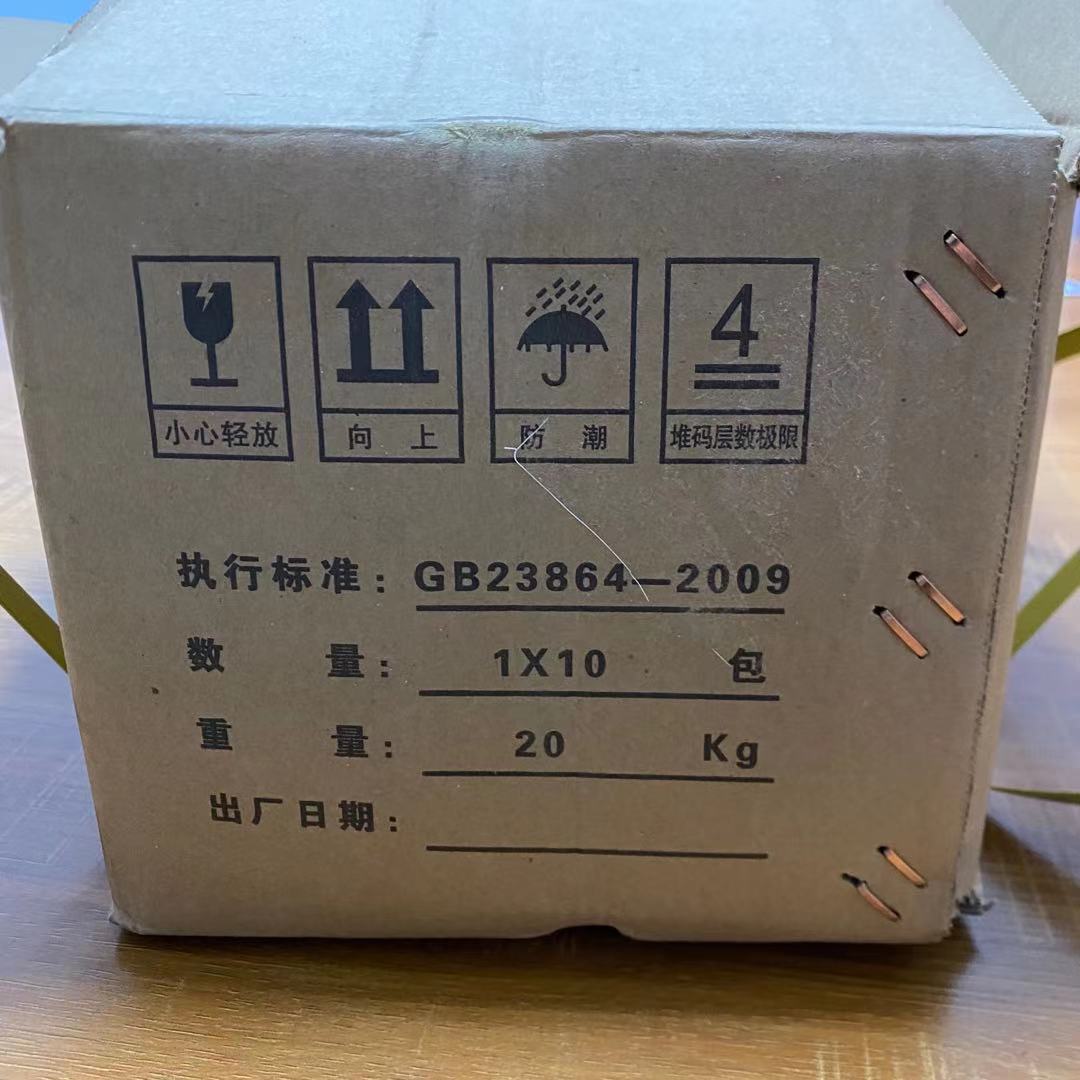 4
小心轻放 向 上 防 潮 堆码层数极限
执行标准: GB23864—2009
数 量: 1X10 包
重 量: 20 Kg
出厂日期: